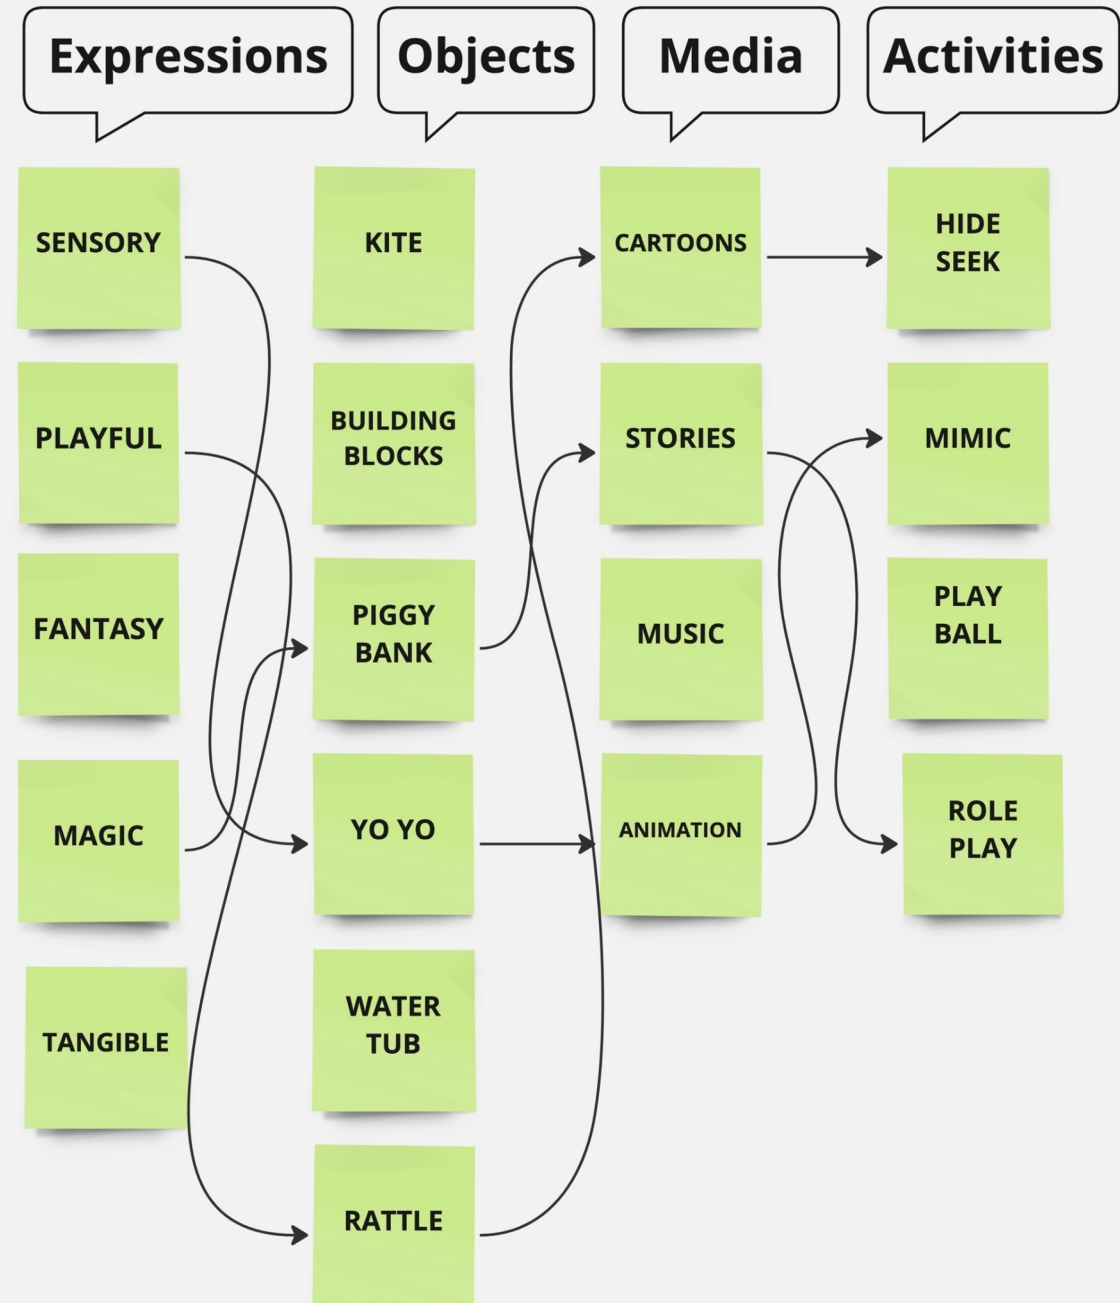 Expressions
Objects
Media
Activities
SENSORY
PLAYFUL
FANTASY
MAGIC
TANGIBLE
KITE
BUILDING
BLOCKS
PIGGY
BANK
YO YO
WATER
TUB
RATTLE
CARTOONS
STORIES
MUSIC
ANIMATION
HIDE
SEEK
MIMIC
PLAY
BALL
ROLE
PLAY